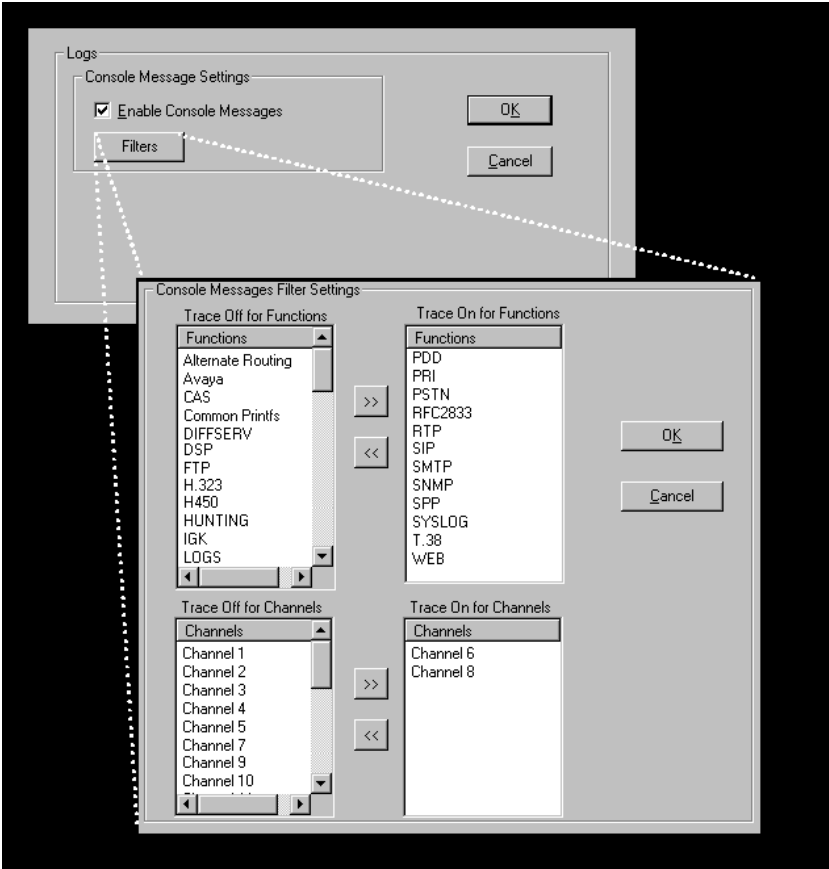 Logs
Console Message Settings
Enable Console Messages
OK
Filters
Cancel
Console Messages Filter Settings
Trace Off for Functions
Functions
Alternate Routing
Avaya
CAS
Common Printfs
DIFFSERV
DSP
FTP
H.323
H450
HUNTING
IGK
LOGS
>>
<<
Trace On for Functions
Functions
PDD
PRI
PSTN
RFC2833
RTP
SIP
SMTP
SNMP
SPP
SYSLOG
T.38
WEB
OK
Cancel
Trace Off for Channels
Channels
Channel 1
Channel 2
Channel 3
Channel 4
Channel 5
Channel 7
Channel 9
Channel 10
>>
<<
Trace On for Channels
Channels
Channel 6
Channel 8